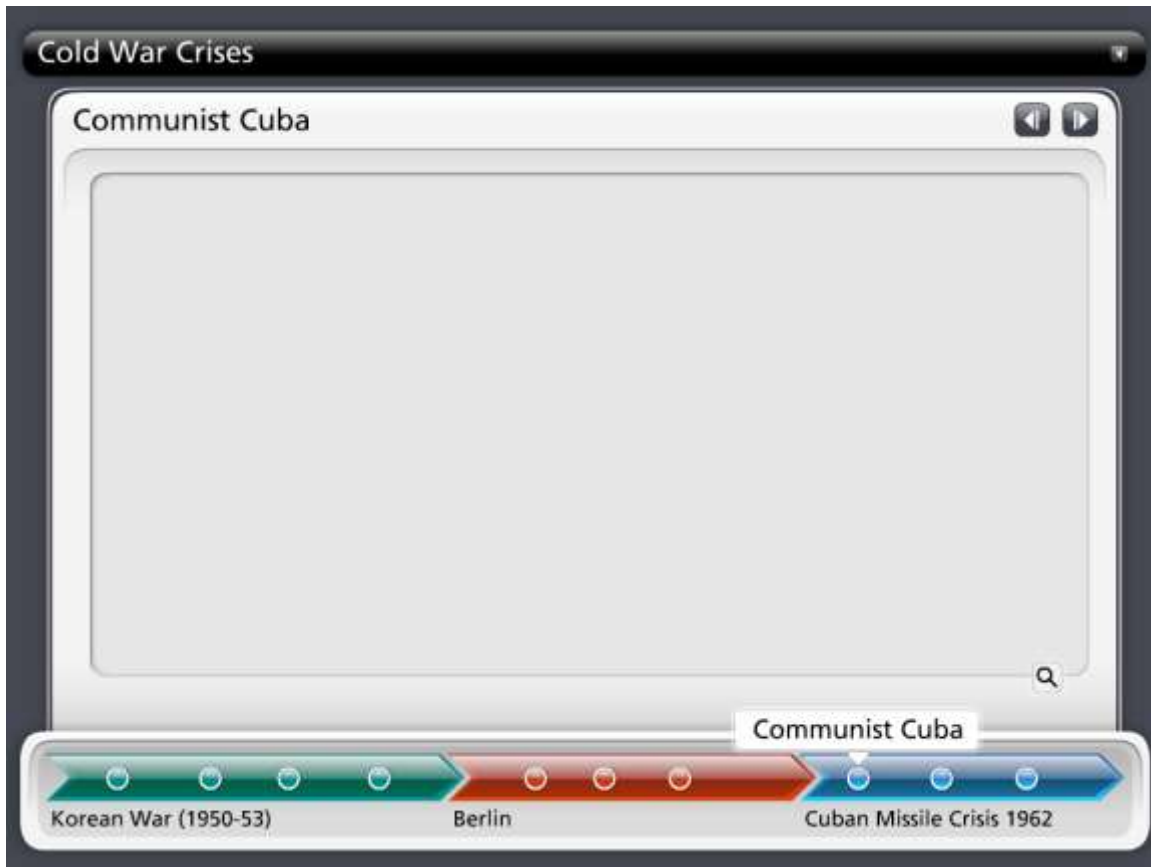 Cold War Crises
Communist Cuba
Communist Cuba
Korean War (1950-53)
Berlin
Cuban Missile Crisis 1962